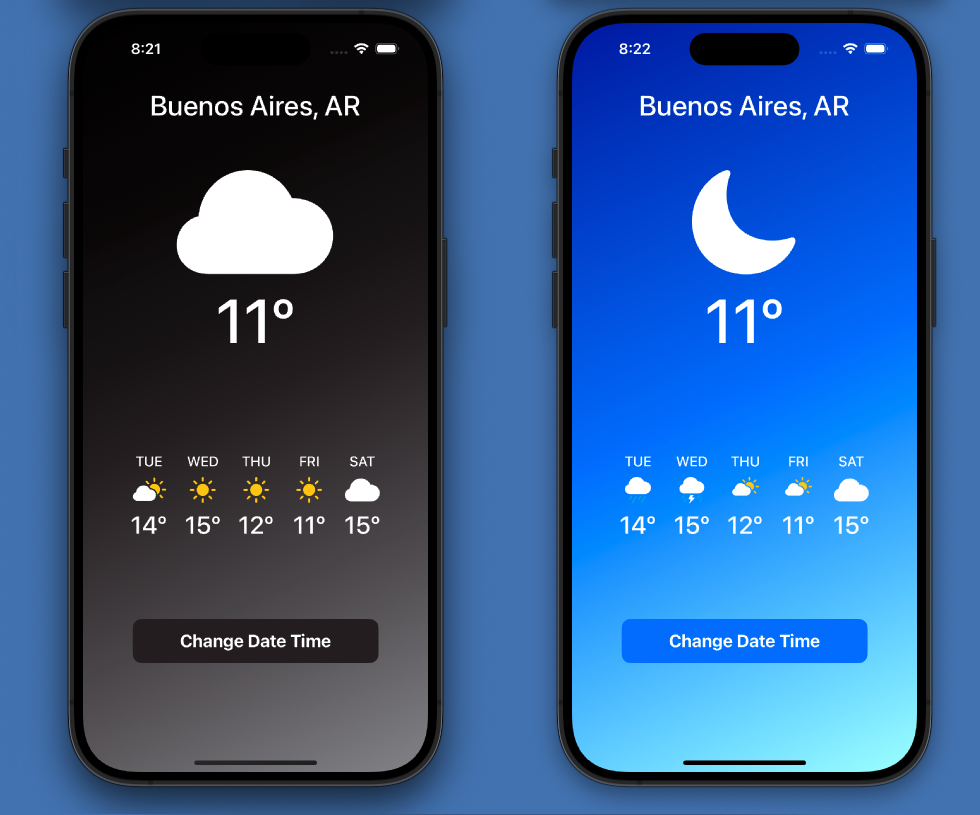 8:21
Buenos Aires, AR
11°
TUE WED THU FRI SAT
14° 15° 12° 11° 15°
Change Date Time
8:22
Buenos Aires, AR
11°
TUE WED THU FRI SAT
14° 15° 12° 11° 15°
Change Date Time